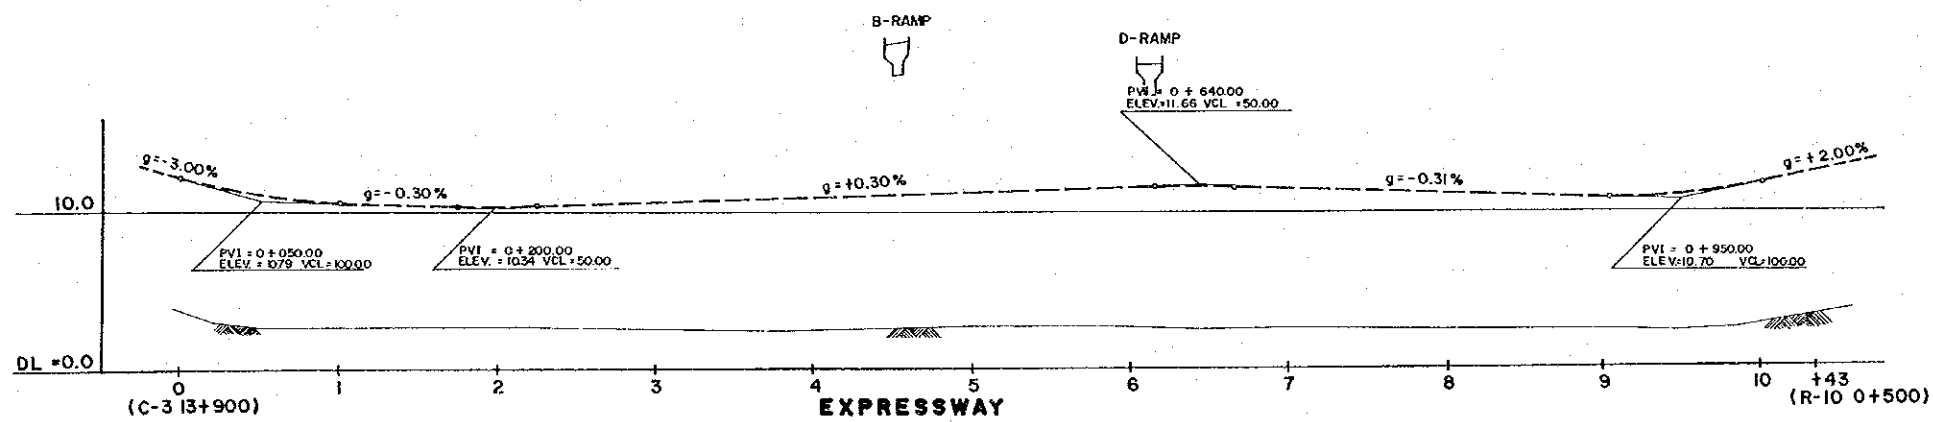 B-RAMP
D-RAMP
PVI = 0 + 640.00
ELEV.=11.66 VCL =50.00
g=-3.00%
g=-0.30%
g=+0.30%
g=-0.31%
g=+2.00%
10.0
PVI = 0+050.00
ELEV. = 10.79 VCL=100.00
PVI = 0+200.00
ELEV. = 10.34 VCL=50.00
PVI = 0+950.00
ELEV.=10.70 VCL=100.00
DL =0.0
0 1 2 3 4 5 6 7 8 9 10 +43
(C-3 13+900) EXPRESSWAY (R-10 0+500)